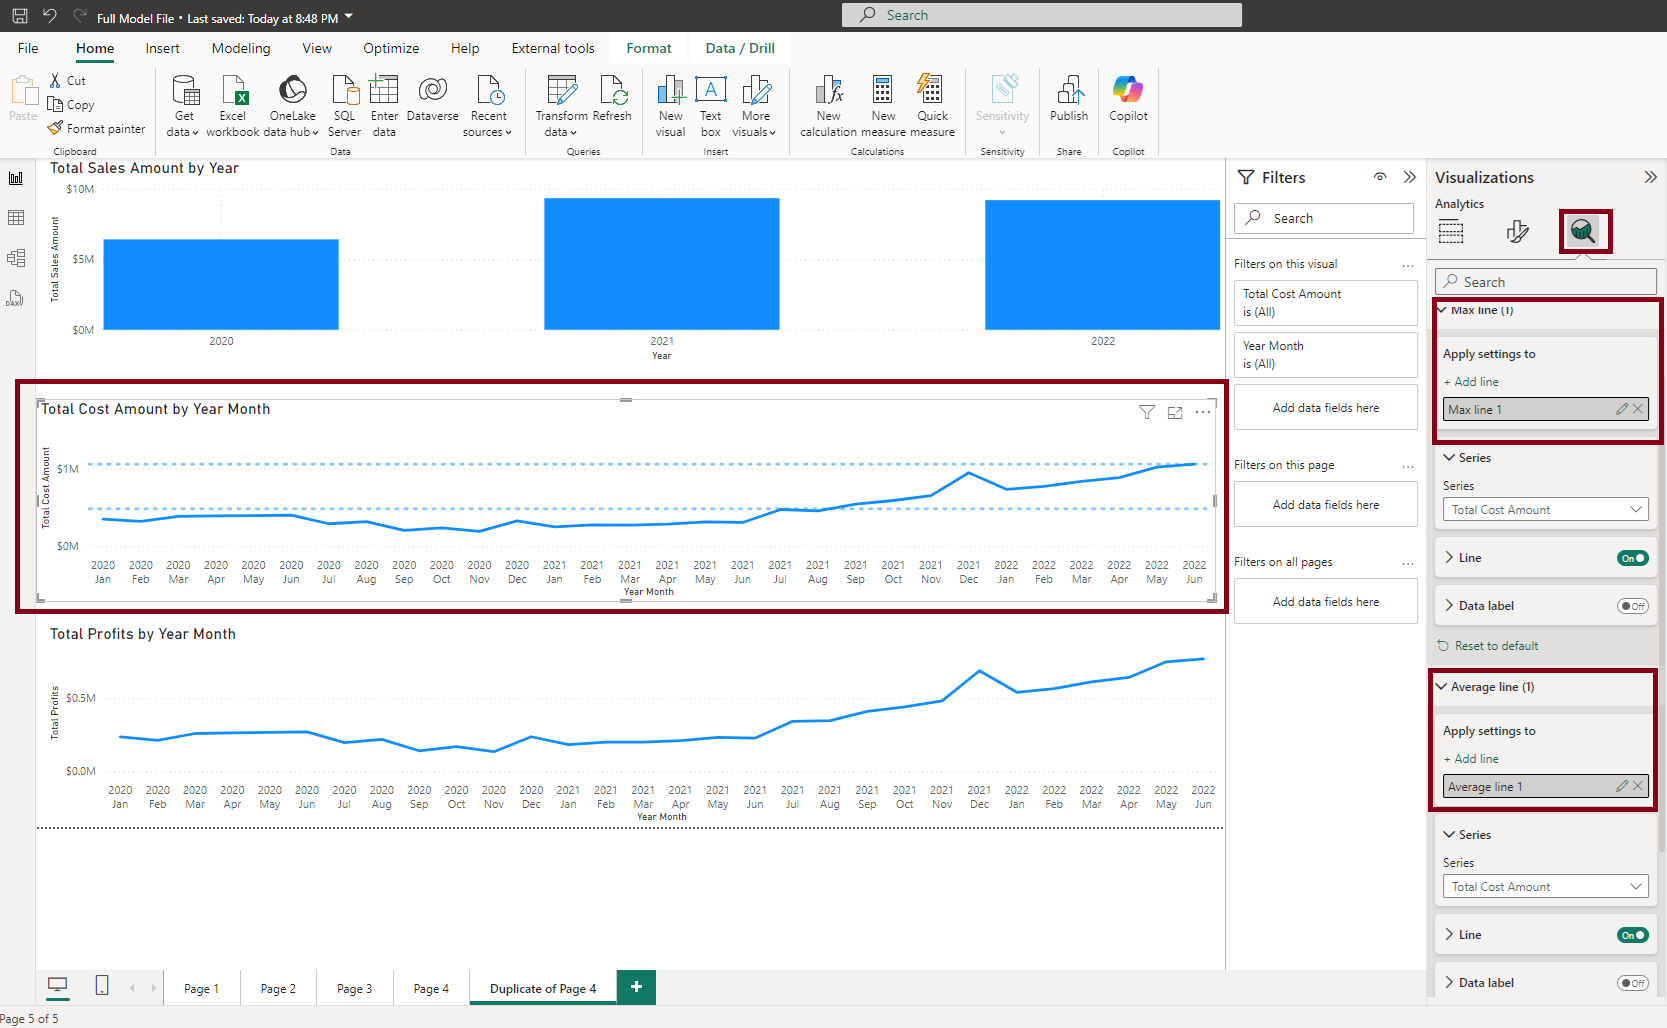 Full Model File • Last saved: Today at 8:48 PM
Search
File Home Insert Modeling View Optimize Help External tools Format Data / Drill
Paste
Cut
Copy
Format painter
Clipboard
Get data
Excel workbook
OneLake data hub
SQL Server
Enter data
Dataverse
Recent sources
Data
Transform data
Refresh
Queries
New visual
Text box
More visuals
Insert
New calculation
New measure
Quick measure
Calculations
Sensitivity
Sensitivity
Publish
Share
Copilot
Copilot
Total Sales Amount by Year
Total Sales Amount
$10M
$5M
$0M
2020 2021 2022
Year
Total Cost Amount by Year Month
Total Cost Amount
$1M
$0M
2020 2020 2020 2020 2020 2020 2020 2020 2020 2020 2020 2020 2021 2021 2021 2021 2021 2021 2021 2021 2021 2021 2021 2021 2022 2022 2022 2022 2022 2022
Jan Feb Mar Apr May Jun Jul Aug Sep Oct Nov Dec Jan Feb Mar Apr May Jun Jul Aug Sep Oct Nov Dec Jan Feb Mar Apr May Jun
Year Month
Total Profits by Year Month
Total Profits
$0.5M
$0.0M
2020 2020 2020 2020 2020 2020 2020 2020 2020 2020 2020 2020 2021 2021 2021 2021 2021 2021 2021 2021 2021 2021 2021 2021 2022 2022 2022 2022 2022 2022
Jan Feb Mar Apr May Jun Jul Aug Sep Oct Nov Dec Jan Feb Mar Apr May Jun Jul Aug Sep Oct Nov Dec Jan Feb Mar Apr May Jun
Year Month
Filters
Search
Filters on this visual
Total Cost Amount
is (All)
Year Month
is (All)
Add data fields here
Filters on this page
Add data fields here
Filters on all pages
Add data fields here
Visualizations
Analytics
Search
Max line (1)
Apply settings to
+ Add line
Max line 1
Series
Series
Total Cost Amount
Line On
Data label Off
Reset to default
Average line (1)
Apply settings to
+ Add line
Average line 1
Series
Series
Total Cost Amount
Line On
Data label Off
Page 1 Page 2 Page 3 Page 4 Duplicate of Page 4 +
Page 5 of 5
DAX